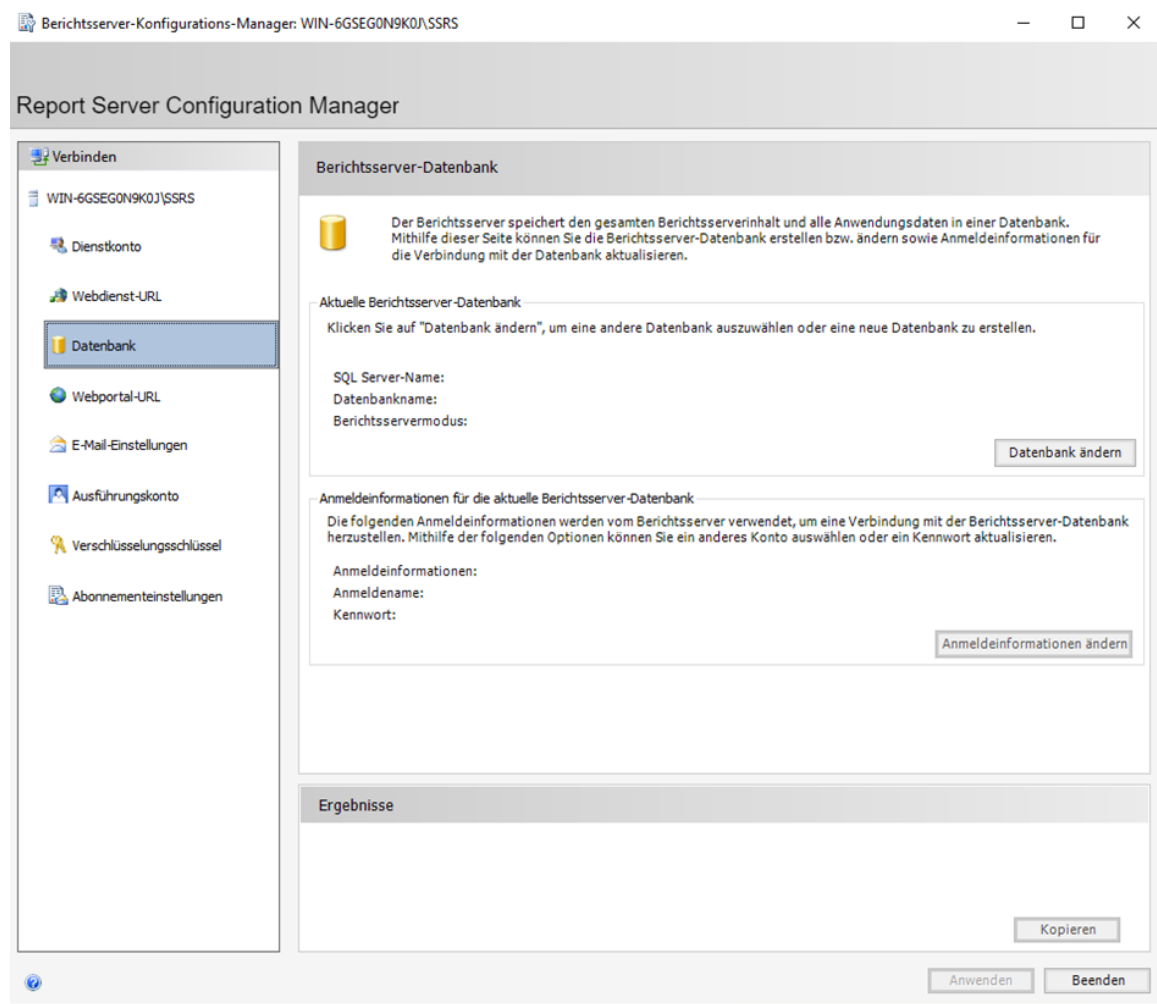 Berichtsserver-Konfigurations-Manager: WIN-6GSEG0N9K0J\SSRS
Report Server Configuration Manager
Verbinden
WIN-6GSEG0N9K0J\SSRS
Dienstkonto
Webdienst-URL
Datenbank
Webportal-URL
E-Mail-Einstellungen
Ausführungskonto
Verschlüsselungsschlüssel
Abonnementeinstellungen
Berichtsserver-Datenbank
Der Berichtsserver speichert den gesamten Berichtsserverinhalt und alle Anwendungsdaten in einer Datenbank.
Mithilfe dieser Seite können Sie die Berichtsserver-Datenbank erstellen bzw. ändern sowie Anmeldeinformationen für
die Verbindung mit der Datenbank aktualisieren.
Aktuelle Berichtsserver-Datenbank
Klicken Sie auf "Datenbank ändern", um eine andere Datenbank auszuwählen oder eine neue Datenbank zu erstellen.
SQL Server-Name:
Datenbankname:
Berichtsservermodus:
Datenbank ändern
Anmeldeinformationen für die aktuelle Berichtsserver-Datenbank
Die folgenden Anmeldeinformationen werden vom Berichtsserver verwendet, um eine Verbindung mit der Berichtsserver-Datenbank
herzustellen. Mithilfe der folgenden Optionen können Sie ein anderes Konto auswählen oder ein Kennwort aktualisieren.
Anmeldeinformationen:
Anmeldename:
Kennwort:
Anmeldeinformationen ändern
Ergebnisse
Kopieren
Anwenden
Beenden